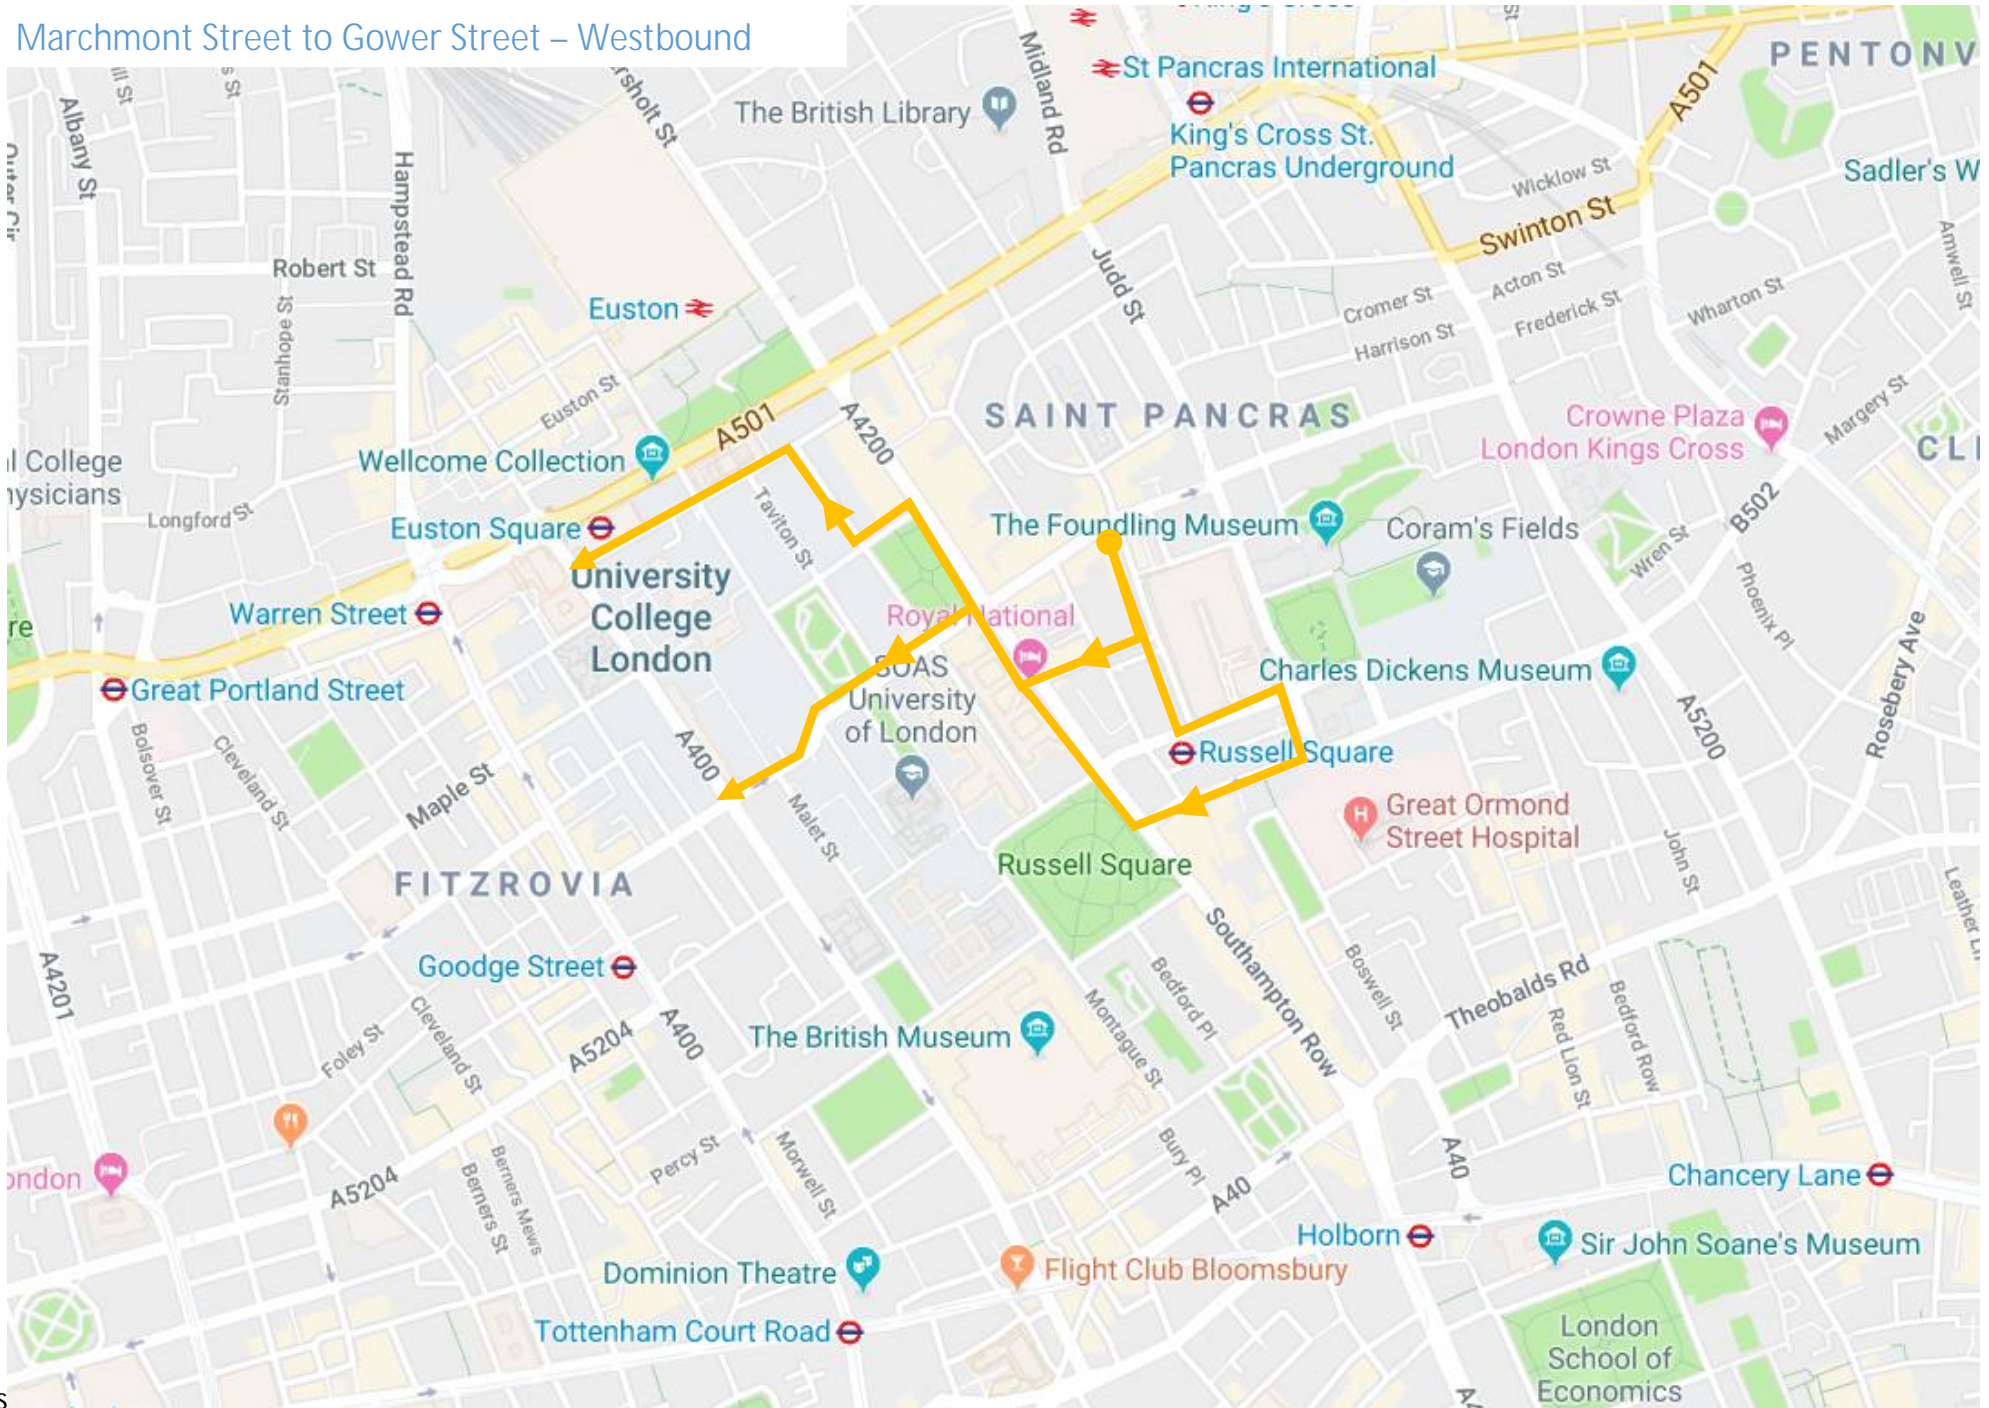 Marchmont Street to Gower Street – Westbound
Midland Rd
St Pancras International
PENTONV
A501
Albany St
The British Library
King's Cross St.
Pancras Underground
Hampstead Rd
Wicklow St
Sadler's W
Swinton St
Robert St
Judd St
Amwell St
Acton St
Euston
Stanhope St
Cromer St
Frederick St
Wharton St
Harrison St
Euston St
A501
A4200
SAINT PANCRAS
Crowne Plaza
London Kings Cross
Margery St
CLI
l College
hysicians
Wellcome Collection
Longford St
Taviton St
Euston Square
The Foundling Museum
Coram's Fields
B502
Wren St
University
College
London
Phoenix Pl
Warren Street
Royal National
re
SOAS
University
of London
Charles Dickens Museum
Rosebery Ave
Great Portland Street
A5200
Bolsover St
Cleveland St
Maple St
A400
Russell Square
Malet St
Great Ormond
Street Hospital
Russell Square
John St
FITZROVIA
Leather L
Southampton Row
Boswell St
Goodge Street
A4201
Bedford Pl
Theobalds Rd
Montague St
Bedford Row
Red Lion St
Foley St
Cleveland St
A5204
A400
The British Museum
Percy St
Morwell St
Bury Pl
Berners Mews
Berners St
ondon
A5204
A40
A40
Chancery Lane
Holborn
Sir John Soane's Museum
Dominion Theatre
Flight Club Bloomsbury
Tottenham Court Road
London
School of
Economics
s